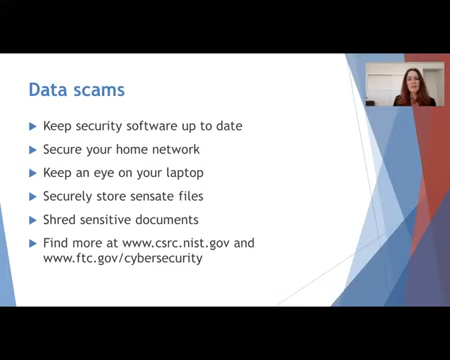 Data scams
Keep security software up to date
Secure your home network
Keep an eye on your laptop
Securely store sensate files
Shred sensitive documents
Find more at www.csrc.nist.gov and
www.ftc.gov/cybersecurity